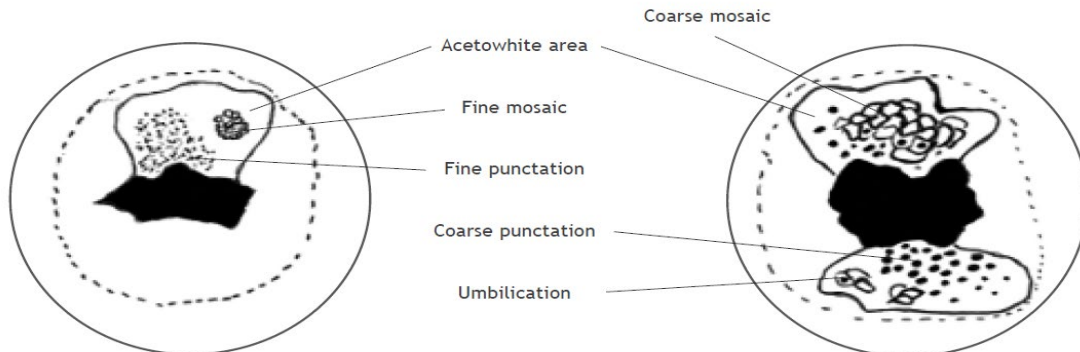 Coarse mosaic
Acetowhite area
Fine mosaic
Fine punctation
Coarse punctation
Umbilication